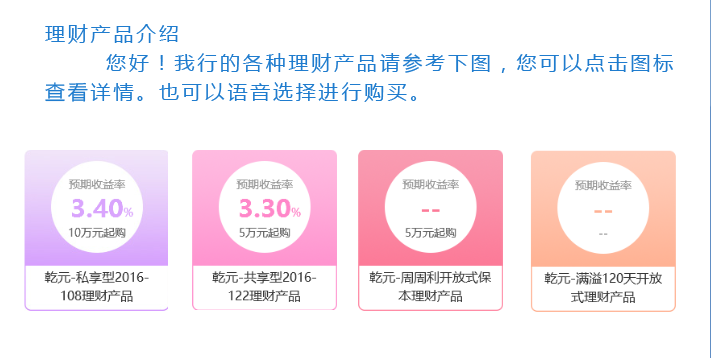 理财产品介绍
您好！我行的各种理财产品请参考下图，您可以点击图标
查看详情。也可以语音选择进行购买。
预期收益率
3.40%
10万元起购
乾元-私享型2016-
108理财产品
预期收益率
3.30%
5万元起购
乾元-共享型2016-
122理财产品
预期收益率
--
5万元起购
乾元-周周利开放式保
本理财产品
预期收益率
--
--
乾元-满溢120天开放
式理财产品